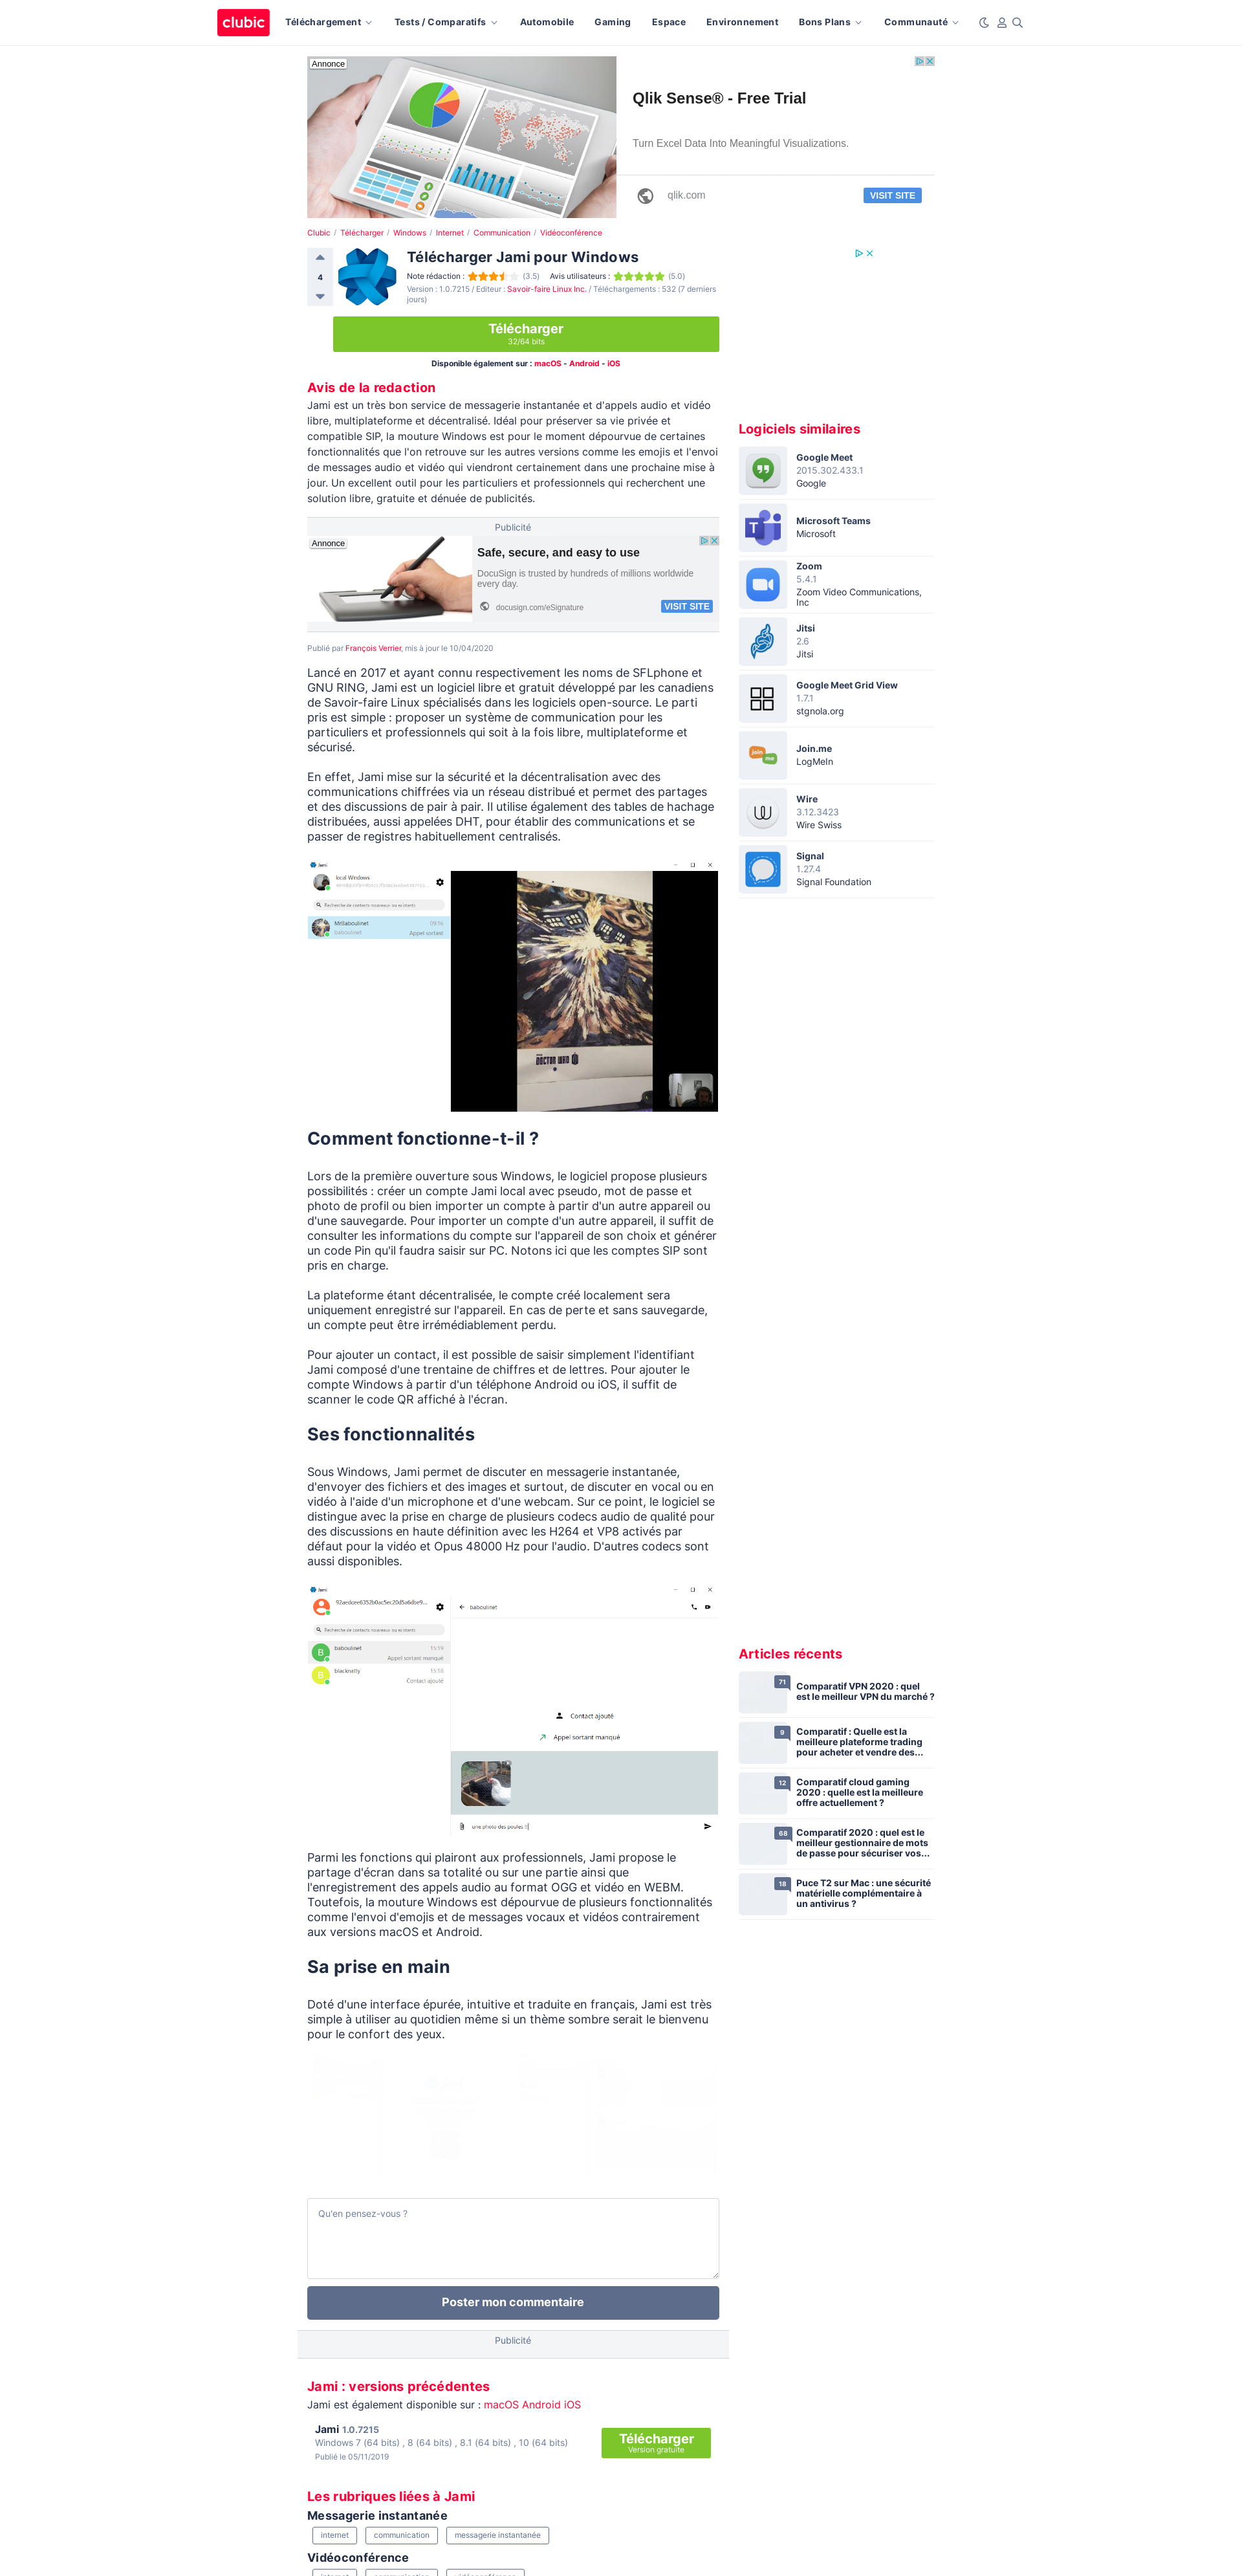 clubic
Téléchargement
Tests / Comparatifs
Automobile
Gaming
Espace
Environnement
Bons Plans
Communauté
Annonce
Qlik Sense® - Free Trial
Turn Excel Data Into Meaningful Visualizations.
qlik.com
VISIT SITE
Clubic / Télécharger / Windows / Internet / Communication / Vidéoconférence
4
Télécharger Jami pour Windows
Note rédaction : (3.5) Avis utilisateurs : (5.0)
Version : 1.0.7215 / Editeur : Savoir-faire Linux Inc. / Téléchargements : 532 (7 derniers
jours)
Télécharger
32/64 bits
Disponible également sur : macOS - Android - iOS
Avis de la redaction
Jami est un très bon service de messagerie instantanée et d'appels audio et vidéo
libre, multiplateforme et décentralisé. Idéal pour préserver sa vie privée et
compatible SIP, la mouture Windows est pour le moment dépourvue de certaines
fonctionnalités que l'on retrouve sur les autres versions comme les emojis et l'envoi
de messages audio et vidéo qui viendront certainement dans une prochaine mise à
jour. Un excellent outil pour les particuliers et professionnels qui recherchent une
solution libre, gratuite et dénuée de publicités.
Publicité
Annonce
Safe, secure, and easy to use
DocuSign is trusted by hundreds of millions worldwide
every day.
docusign.com/eSignature
VISIT SITE
Publié par François Verrier, mis à jour le 10/04/2020
Lancé en 2017 et ayant connu respectivement les noms de SFLphone et
GNU RING, Jami est un logiciel libre et gratuit développé par les canadiens
de Savoir-faire Linux spécialisés dans les logiciels open-source. Le parti
pris est simple : proposer un système de communication pour les
particuliers et professionnels qui soit à la fois libre, multiplateforme et
sécurisé.
En effet, Jami mise sur la sécurité et la décentralisation avec des
communications chiffrées via un réseau distribué et permet des partages
et des discussions de pair à pair. Il utilise également des tables de hachage
distribuées, aussi appelées DHT, pour établir des communications et se
passer de registres habituellement centralisés.
Jami
local Windows
Recherche de contacts nouveaux ou existants
Mrlilaboulinet
baboulinet
Appel sortant
DOCTOR WHO
Comment fonctionne-t-il ?
Lors de la première ouverture sous Windows, le logiciel propose plusieurs
possibilités : créer un compte Jami local avec pseudo, mot de passe et
photo de profil ou bien importer un compte à partir d'un autre appareil ou
d'une sauvegarde. Pour importer un compte d'un autre appareil, il suffit de
consulter les informations du compte sur l'appareil de son choix et générer
un code Pin qu'il faudra saisir sur PC. Notons ici que les comptes SIP sont
pris en charge.
La plateforme étant décentralisée, le compte créé localement sera
uniquement enregistré sur l'appareil. En cas de perte et sans sauvegarde,
un compte peut être irrémédiablement perdu.
Pour ajouter un contact, il est possible de saisir simplement l'identifiant
Jami composé d'une trentaine de chiffres et de lettres. Pour ajouter le
compte Windows à partir d'un téléphone Android ou iOS, il suffit de
scanner le code QR affiché à l'écran.
Ses fonctionnalités
Sous Windows, Jami permet de discuter en messagerie instantanée,
d'envoyer des fichiers et des images et surtout, de discuter en vocal ou en
vidéo à l'aide d'un microphone et d'une webcam. Sur ce point, le logiciel se
distingue avec la prise en charge de plusieurs codecs audio de qualité pour
des discussions en haute définition avec les H264 et VP8 activés par
défaut pour la vidéo et Opus 48000 Hz pour l'audio. D'autres codecs sont
aussi disponibles.
Jami
92aedcee6352b0ac5ec20d5a6dbe9...
Recherche de contacts nouveaux ou existants
B baboulinet 15:19
Appel sortant manqué
B blacknelly 15:18
Contact ajouté
baboulinet
Contact ajouté
Appel sortant manqué
une photo des poules !!
Parmi les fonctions qui plairont aux professionnels, Jami propose le
partage d'écran dans sa totalité ou sur une partie ainsi que
l'enregistrement des appels audio au format OGG et vidéo en WEBM.
Toutefois, la mouture Windows est dépourvue de plusieurs fonctionnalités
comme l'envoi d'emojis et de messages vocaux et vidéos contrairement
aux versions macOS et Android.
Sa prise en main
Doté d'une interface épurée, intuitive et traduite en français, Jami est très
simple à utiliser au quotidien même si un thème sombre serait le bienvenu
pour le confort des yeux.
Qu'en pensez-vous ?
Poster mon commentaire
Publicité
Jami : versions précédentes
Jami est également disponible sur : macOS Android iOS
Jami 1.0.7215
Windows 7 (64 bits) , 8 (64 bits) , 8.1 (64 bits) , 10 (64 bits)
Publié le 05/11/2019
Télécharger
Version gratuite
Les rubriques liées à Jami
Messagerie instantanée
internet
communication
messagerie instantanée
Vidéoconférence
Logiciels similaires
Google Meet
2015.302.433.1
Google
Microsoft Teams
Microsoft
Zoom
5.4.1
Zoom Video Communications,
Inc
Jitsi
2.6
Jitsi
Google Meet Grid View
1.7.1
stgnola.org
Join.me
LogMeIn
Wire
3.12.3423
Wire Swiss
Signal
1.27.4
Signal Foundation
Articles récents
71
Comparatif VPN 2020 : quel
est le meilleur VPN du marché ?
9
Comparatif : Quelle est la
meilleure plateforme trading
pour acheter et vendre des...
12
Comparatif cloud gaming
2020 : quelle est la meilleure
offre actuellement ?
68
Comparatif 2020 : quel est le
meilleur gestionnaire de mots
de passe pour sécuriser vos...
18
Puce T2 sur Mac : une sécurité
matérielle complémentaire à
un antivirus ?